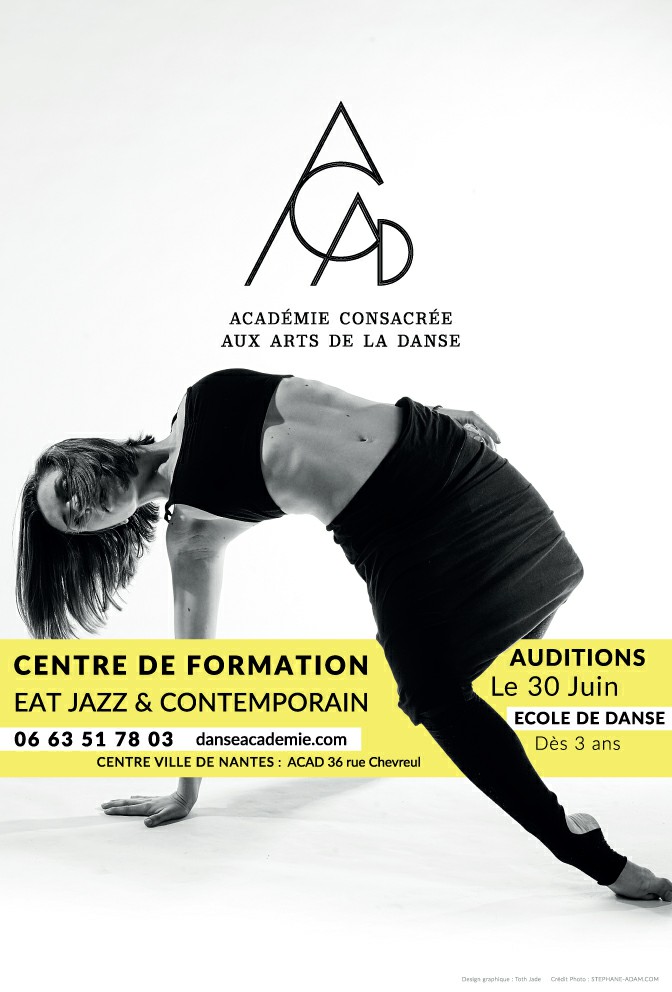 ACAD
ACADÉMIE CONSACRÉE
AUX ARTS DE LA DANSE
CENTRE DE FORMATION
EAT JAZZ & CONTEMPORAIN
06 63 51 78 03 danseacademie.com
CENTRE VILLE DE NANTES : ACAD 36 rue Chevreul
AUDITIONS
Le 30 Juin
ECOLE DE DANSE
Dès 3 ans
Design graphique : Toth Jade Crédit Photo : STEPHANE-ADAM.COM